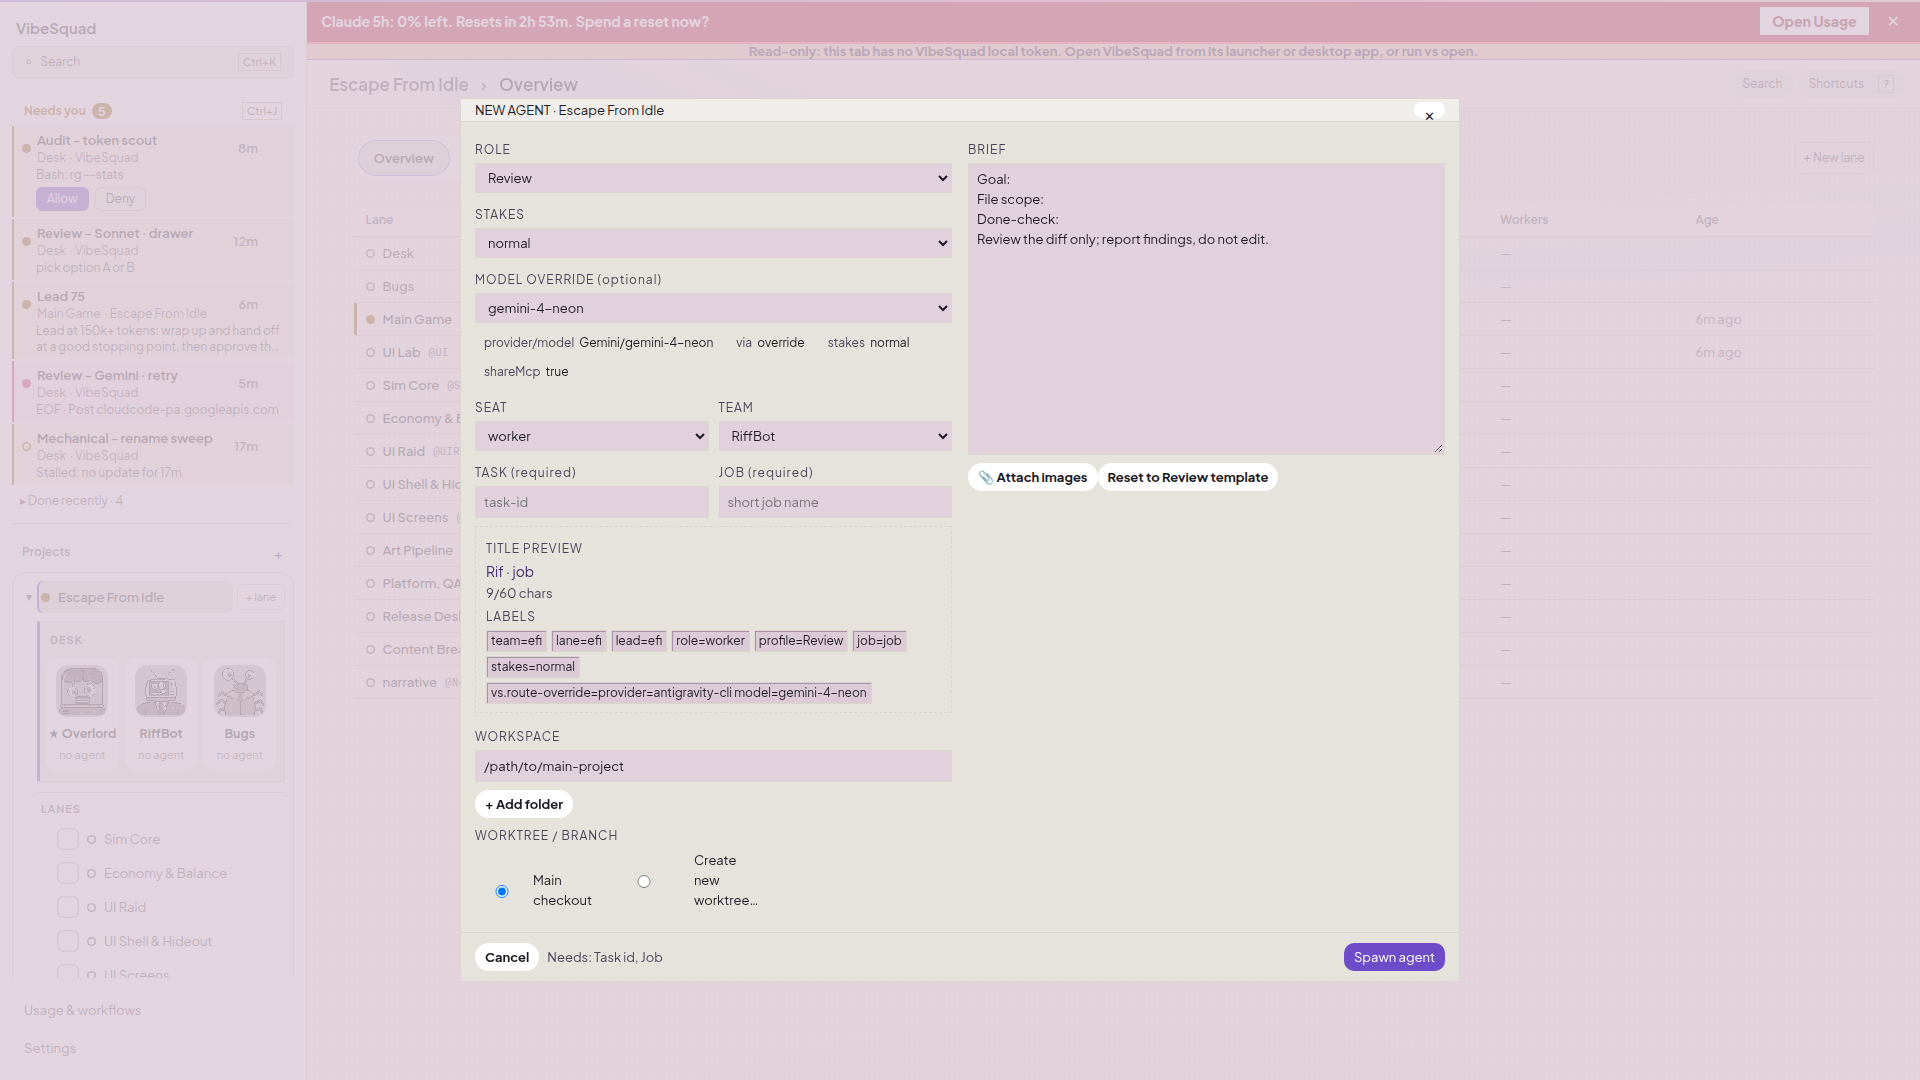 VibeSquad
Search Ctrl+K
Needs you 5 Ctrl+J
Audit - token scout 8m
Desk · VibeSquad
Bash: rg --stats
Allow Deny
Review - Sonnet · drawer 12m
Desk · VibeSquad
pick option A or B
Lead 75 6m
Main Game · Escape From Idle
Lead at 150k+ tokens: wrap up and hand off
at a good stopping point, then approve th…
Review - Gemini · retry 5m
Desk · VibeSquad
EOF · Post cloudcode-pa.googleapis.com
Mechanical - rename sweep 17m
Desk · VibeSquad
Stalled: no update for 17m
▸ Done recently · 4
Projects +
▾ Escape From Idle + lane
DESK
★ Overlord RiffBot Bugs
no agent no agent no agent
LANES
Sim Core
Economy & Balance
UI Raid
UI Shell & Hideout
UI Screens
Usage & workflows
Settings
Claude 5h: 0% left. Resets in 2h 53m. Spend a reset now? Open Usage ×
Read-only: this tab has no VibeSquad local token. Open VibeSquad from its launcher or desktop app, or run vs open.
Escape From Idle › Overview Search Shortcuts ?
Overview + New lane
Lane Workers Age
Desk —
Bugs —
Main Game — 6m ago
UI Lab @UI — 6m ago
Sim Core —
Economy &
UI Raid —
UI Shell & —
UI Screens —
Art Pipeline —
Platform, —
Release —
Content —
narrative —
NEW AGENT · Escape From Idle ×
ROLE
Review
STAKES
normal
MODEL OVERRIDE (optional)
gemini-4-neon
provider/model Gemini/gemini-4-neon via override stakes normal
shareMcp true
SEAT TEAM
worker RiffBot
TASK (required) JOB (required)
task-id short job name
TITLE PREVIEW
Rif · job
9/60 chars
LABELS
team=efi lane=efi lead=efi role=worker profile=Review job=job
stakes=normal
vs.route-override=provider=antigravity-cli model=gemini-4-neon
WORKSPACE
/path/to/main-project
+ Add folder
WORKTREE / BRANCH
Main checkout
Create new worktree…
BRIEF
Goal:
File scope:
Done-check:
Review the diff only; report findings, do not edit.
📎 Attach images Reset to Review template
Cancel Needs: Task id, Job Spawn agent